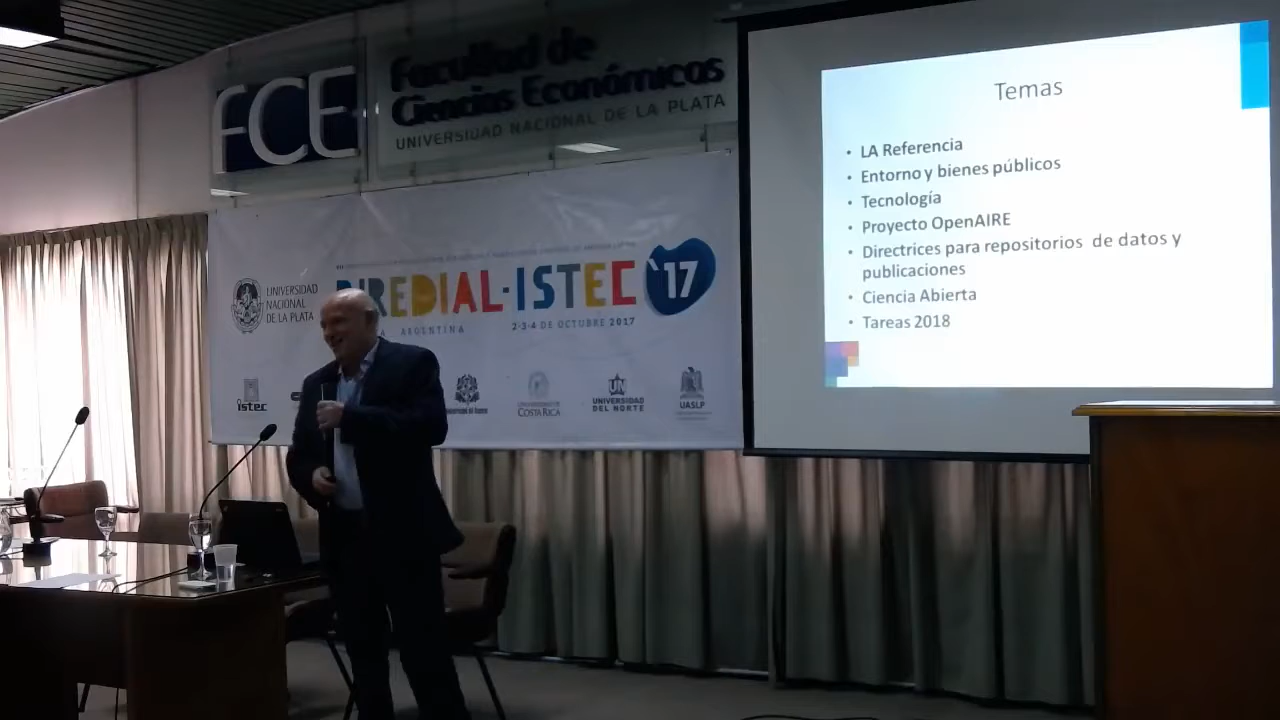 FCE
Facultad de
Ciencias Económicas
UNIVERSIDAD NACIONAL DE LA PLATA
UNIVERSIDAD
NACIONAL
DE LA PLATA
BIREDIAL-ISTEC '17
ARGENTINA
2-3-4 DE OCTUBRE 2017
istec
COSTA RICA
UN
UNIVERSIDAD
DEL NORTE
UASLP
Temas
• LA Referencia
• Entorno y bienes públicos
• Tecnología
• Proyecto OpenAIRE
• Directrices para repositorios de datos y
publicaciones
• Ciencia Abierta
• Tareas 2018